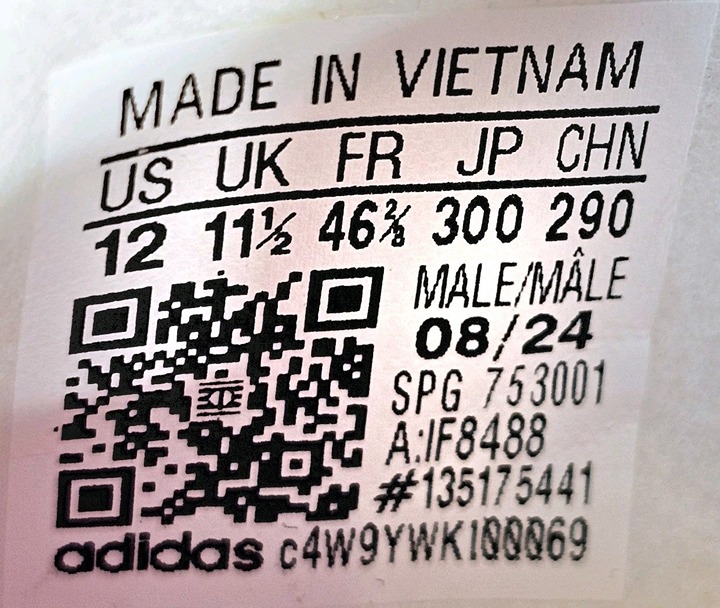 MADE IN VIETNAM
US UK FR JP CHN
12 11½ 46⅔ 300 290
MALE/MÂLE
08/24
SPG 753001
A:IF8488
#135175441
adidas c4W9YWK100069